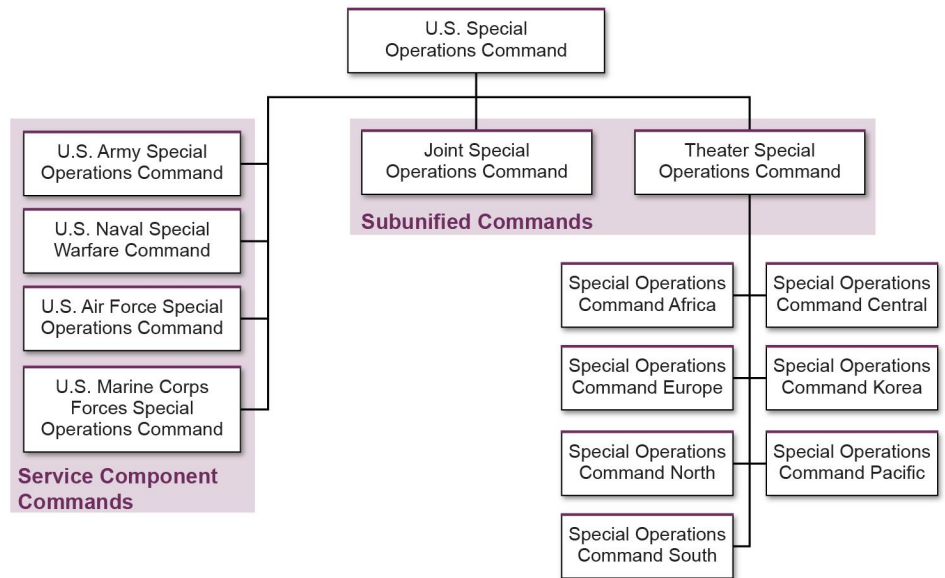 U.S. Special
Operations Command
U.S. Army Special
Operations Command
U.S. Naval Special
Warfare Command
U.S. Air Force Special
Operations Command
U.S. Marine Corps
Forces Special
Operations Command
Service Component
Commands
Joint Special
Operations Command
Theater Special
Operations Command
Subunified Commands
Special Operations
Command Africa
Special Operations
Command Central
Special Operations
Command Europe
Special Operations
Command Korea
Special Operations
Command North
Special Operations
Command Pacific
Special Operations
Command South